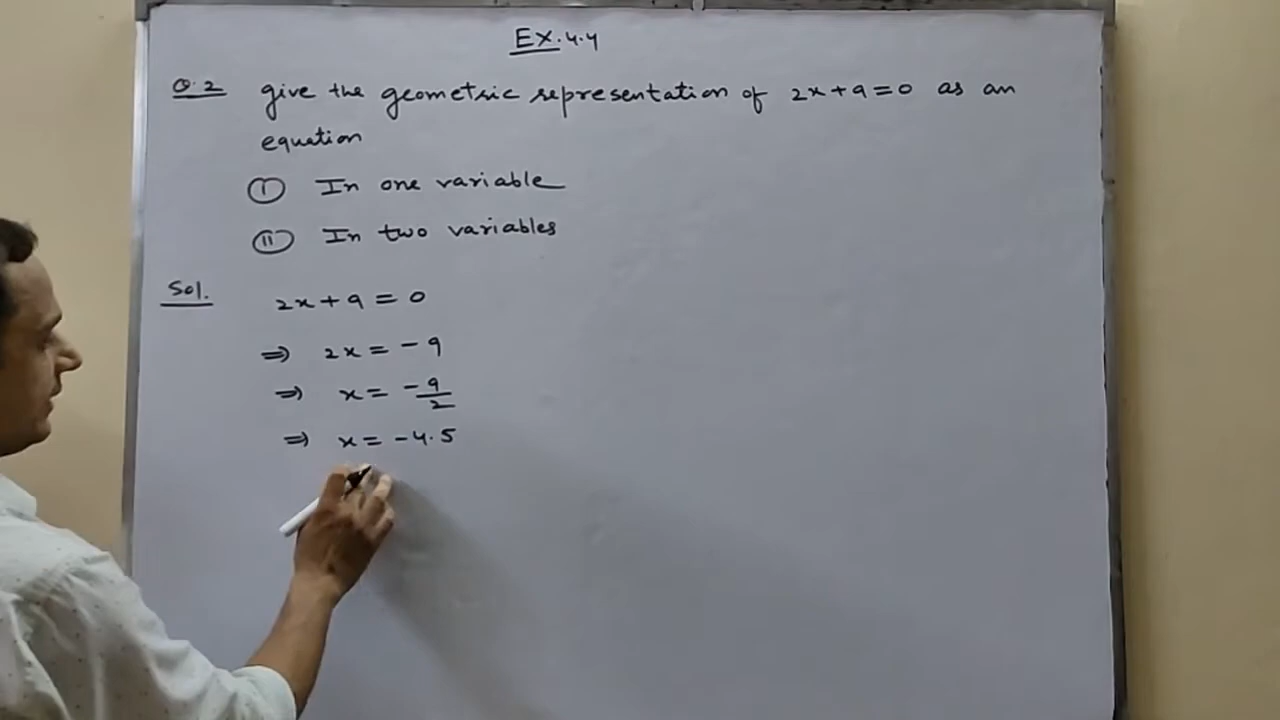 Ex. 4.4
Q.2 give the geometric representation of 2x+9=0 as an
equation
(I) In one variable
(II) In two variables
Sol. 2x+9=0
⇒ 2x = -9
⇒ x = -9/2
⇒ x = -4.5